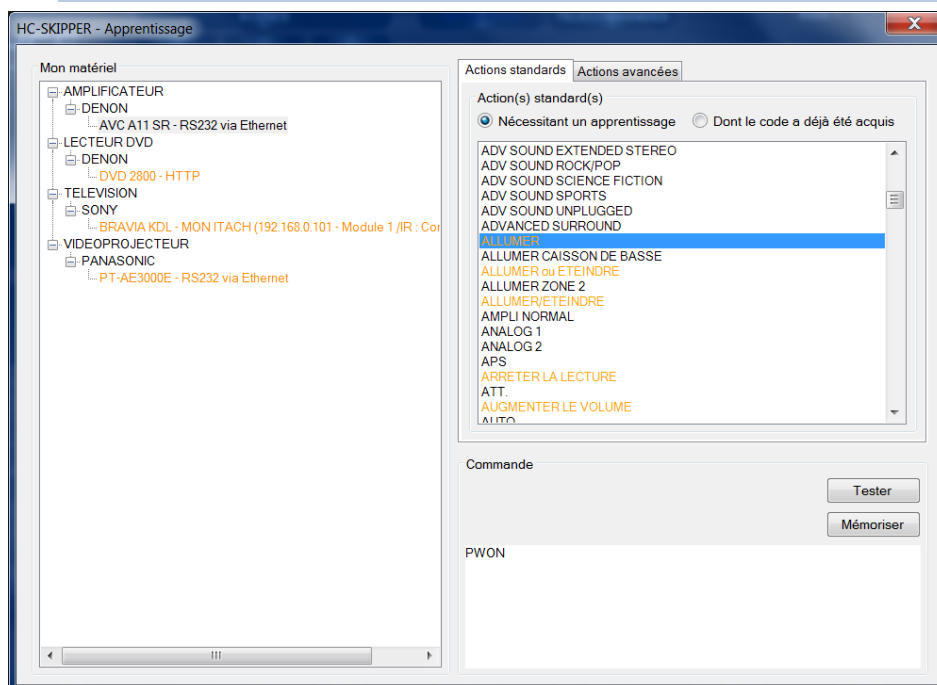 HC-SKIPPER - Apprentissage
X
Mon matériel
AMPLIFICATEUR
DENON
AVC A11 SR - RS232 via Ethernet
LECTEUR DVD
DENON
DVD 2800 - HTTP
TELEVISION
SONY
BRAVIA KDL - MON ITACH (192.168.0.101 - Module 1 /IR : Cor
VIDEOPROJECTEUR
PANASONIC
PT-AE3000E - RS232 via Ethernet
Actions standards Actions avancées
Action(s) standard(s)
Nécessitant un apprentissage Dont le code a déjà été acquis
ADV SOUND EXTENDED STEREO
ADV SOUND ROCK/POP
ADV SOUND SCIENCE FICTION
ADV SOUND SPORTS
ADV SOUND UNPLUGGED
ADVANCED SURROUND
ALLUMER
ALLUMER CAISSON DE BASSE
ALLUMER ou ETEINDRE
ALLUMER ZONE 2
ALLUMER/ETEINDRE
AMPLI NORMAL
ANALOG 1
ANALOG 2
APS
ARRETER LA LECTURE
ATT.
AUGMENTER LE VOLUME
AUTO
Commande
Tester
Mémoriser
PWON